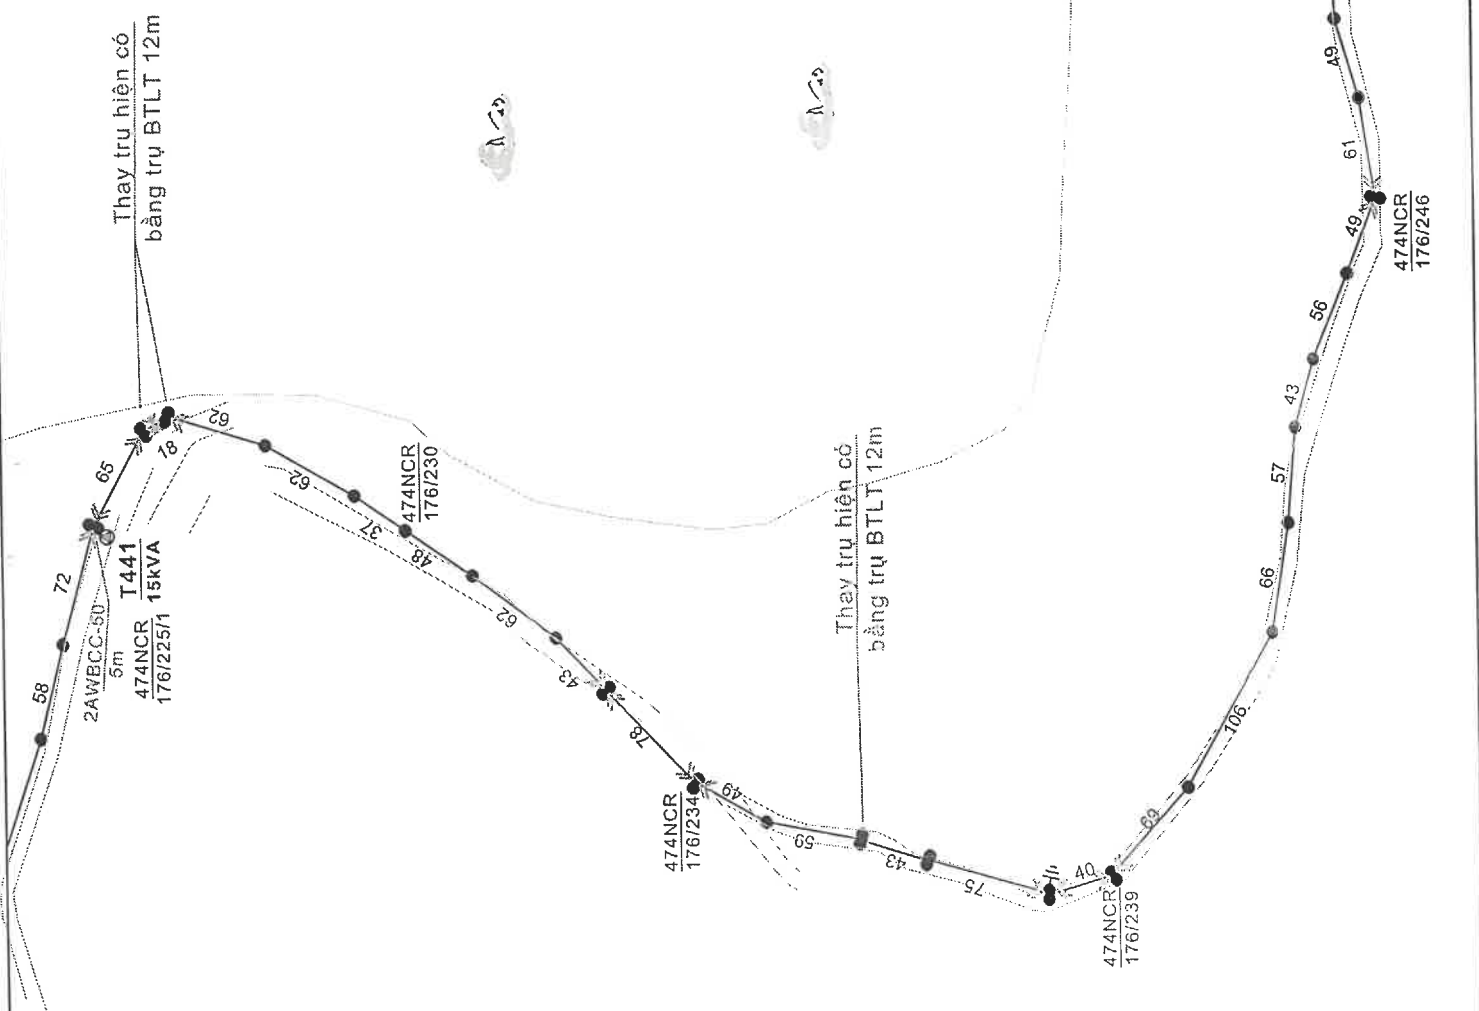 Thay trụ hiện có
bằng trụ BTLT 12m
58
72
65
18
2AWBCC-50
5m
T441
15kVA
474NCR
176/225/1
62
62
37
474NCR
176/230
48
62
43
78
474NCR
176/234
49
59
Thay trụ hiện có
bằng trụ BTLT 12m
43
75
40
474NCR
176/239
69
106
66
57
43
56
49
474NCR
176/246
61
49